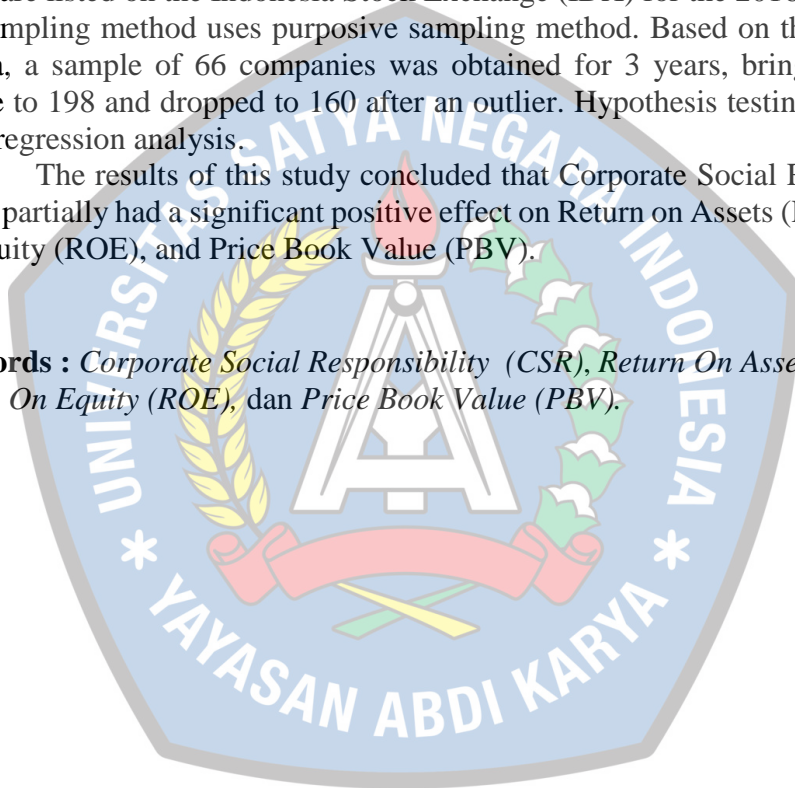 are listed on the Indonesia Stock Exchange (IDX) for the
mpling method uses purposive sampling method. Based on th
a, a sample of 66 companies was obtained for 3 years, bring
e to 198 and dropped to 160 after an outlier. Hypothesis testin
regression analysis.
The results of this study concluded that Corporate Social
partially had a significant positive effect on Return on Assets (
uity (ROE), and Price Book Value (PBV).
ords : Corporate Social Responsibility (CSR), Return On Asse
On Equity (ROE), dan Price Book Value (PBV).
UNIVERSITAS SATYA NEGARA INDONESIA
YAYASAN ABDI KARYA